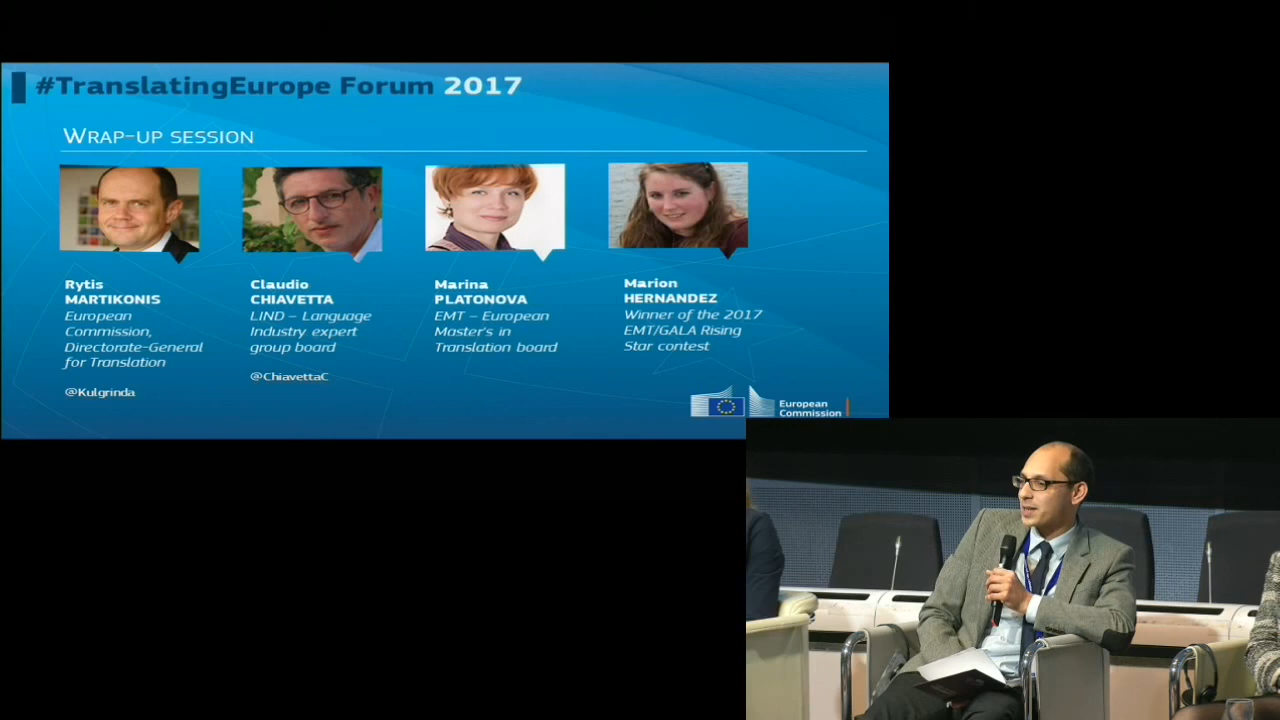 #TranslatingEurope Forum 2017
WRAP-UP SESSION
Rytis
MARTIKONIS
European
Commission,
Directorate-General
for Translation
@Kulgrinda
Claudio
CHIAVETTA
LIND – Language
Industry expert
group board
@ChiavettaC
Marina
PLATONOVA
EMT – European
Master's in
Translation board
Marion
HERNANDEZ
Winner of the 2017
EMT/GALA Rising
Star contest
European
Commission